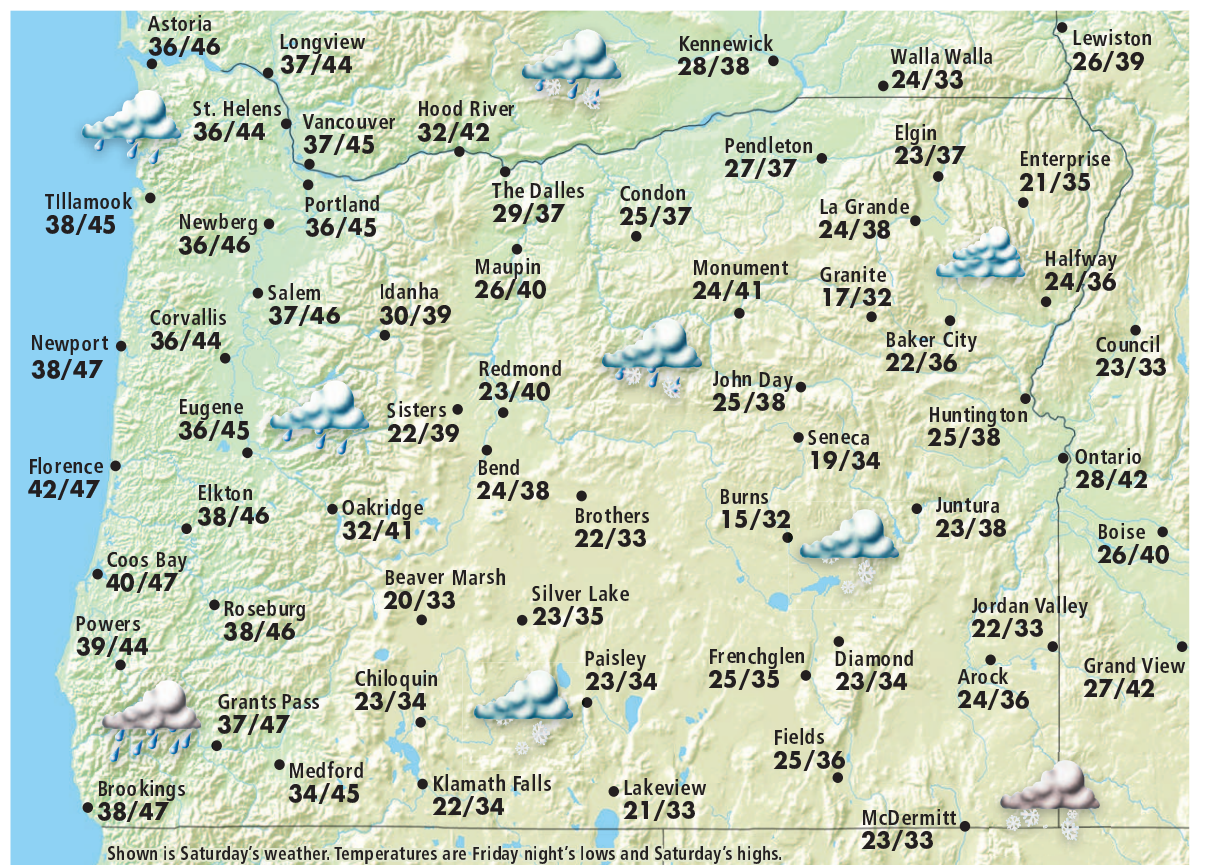 Astoria
36/46
Longview
37/44
Kennewick
28/38
Walla Walla
24/33
Lewiston
26/39
St. Helens
36/44
Vancouver
37/45
Hood River
32/42
Pendleton
27/37
Elgin
23/37
Enterprise
21/35
TIllamook
38/45
Newberg
36/46
Portland
36/45
The Dalles
29/37
Condon
25/37
La Grande
24/38
Maupin
26/40
Monument
24/41
Granite
17/32
Halfway
24/36
Salem
37/46
Idanha
30/39
Corvallis
36/44
Newport
38/47
Baker City
22/36
Council
23/33
Redmond
23/40
John Day
25/38
Eugene
36/45
Sisters
22/39
Huntington
25/38
Seneca
19/34
Florence
42/47
Bend
24/38
Ontario
28/42
Elkton
38/46
Oakridge
32/41
Brothers
22/33
Burns
15/32
Juntura
23/38
Boise
26/40
Coos Bay
40/47
Beaver Marsh
20/33
Silver Lake
23/35
Roseburg
38/46
Jordan Valley
22/33
Powers
39/44
Paisley
23/34
Frenchglen
25/35
Diamond
23/34
Arock
24/36
Grand View
27/42
Chiloquin
23/34
Grants Pass
37/47
Fields
25/36
Medford
34/45
Klamath Falls
22/34
Lakeview
21/33
Brookings
38/47
McDermitt
23/33
Shown is Saturday's weather. Temperatures are Friday night's lows and Saturday's highs.